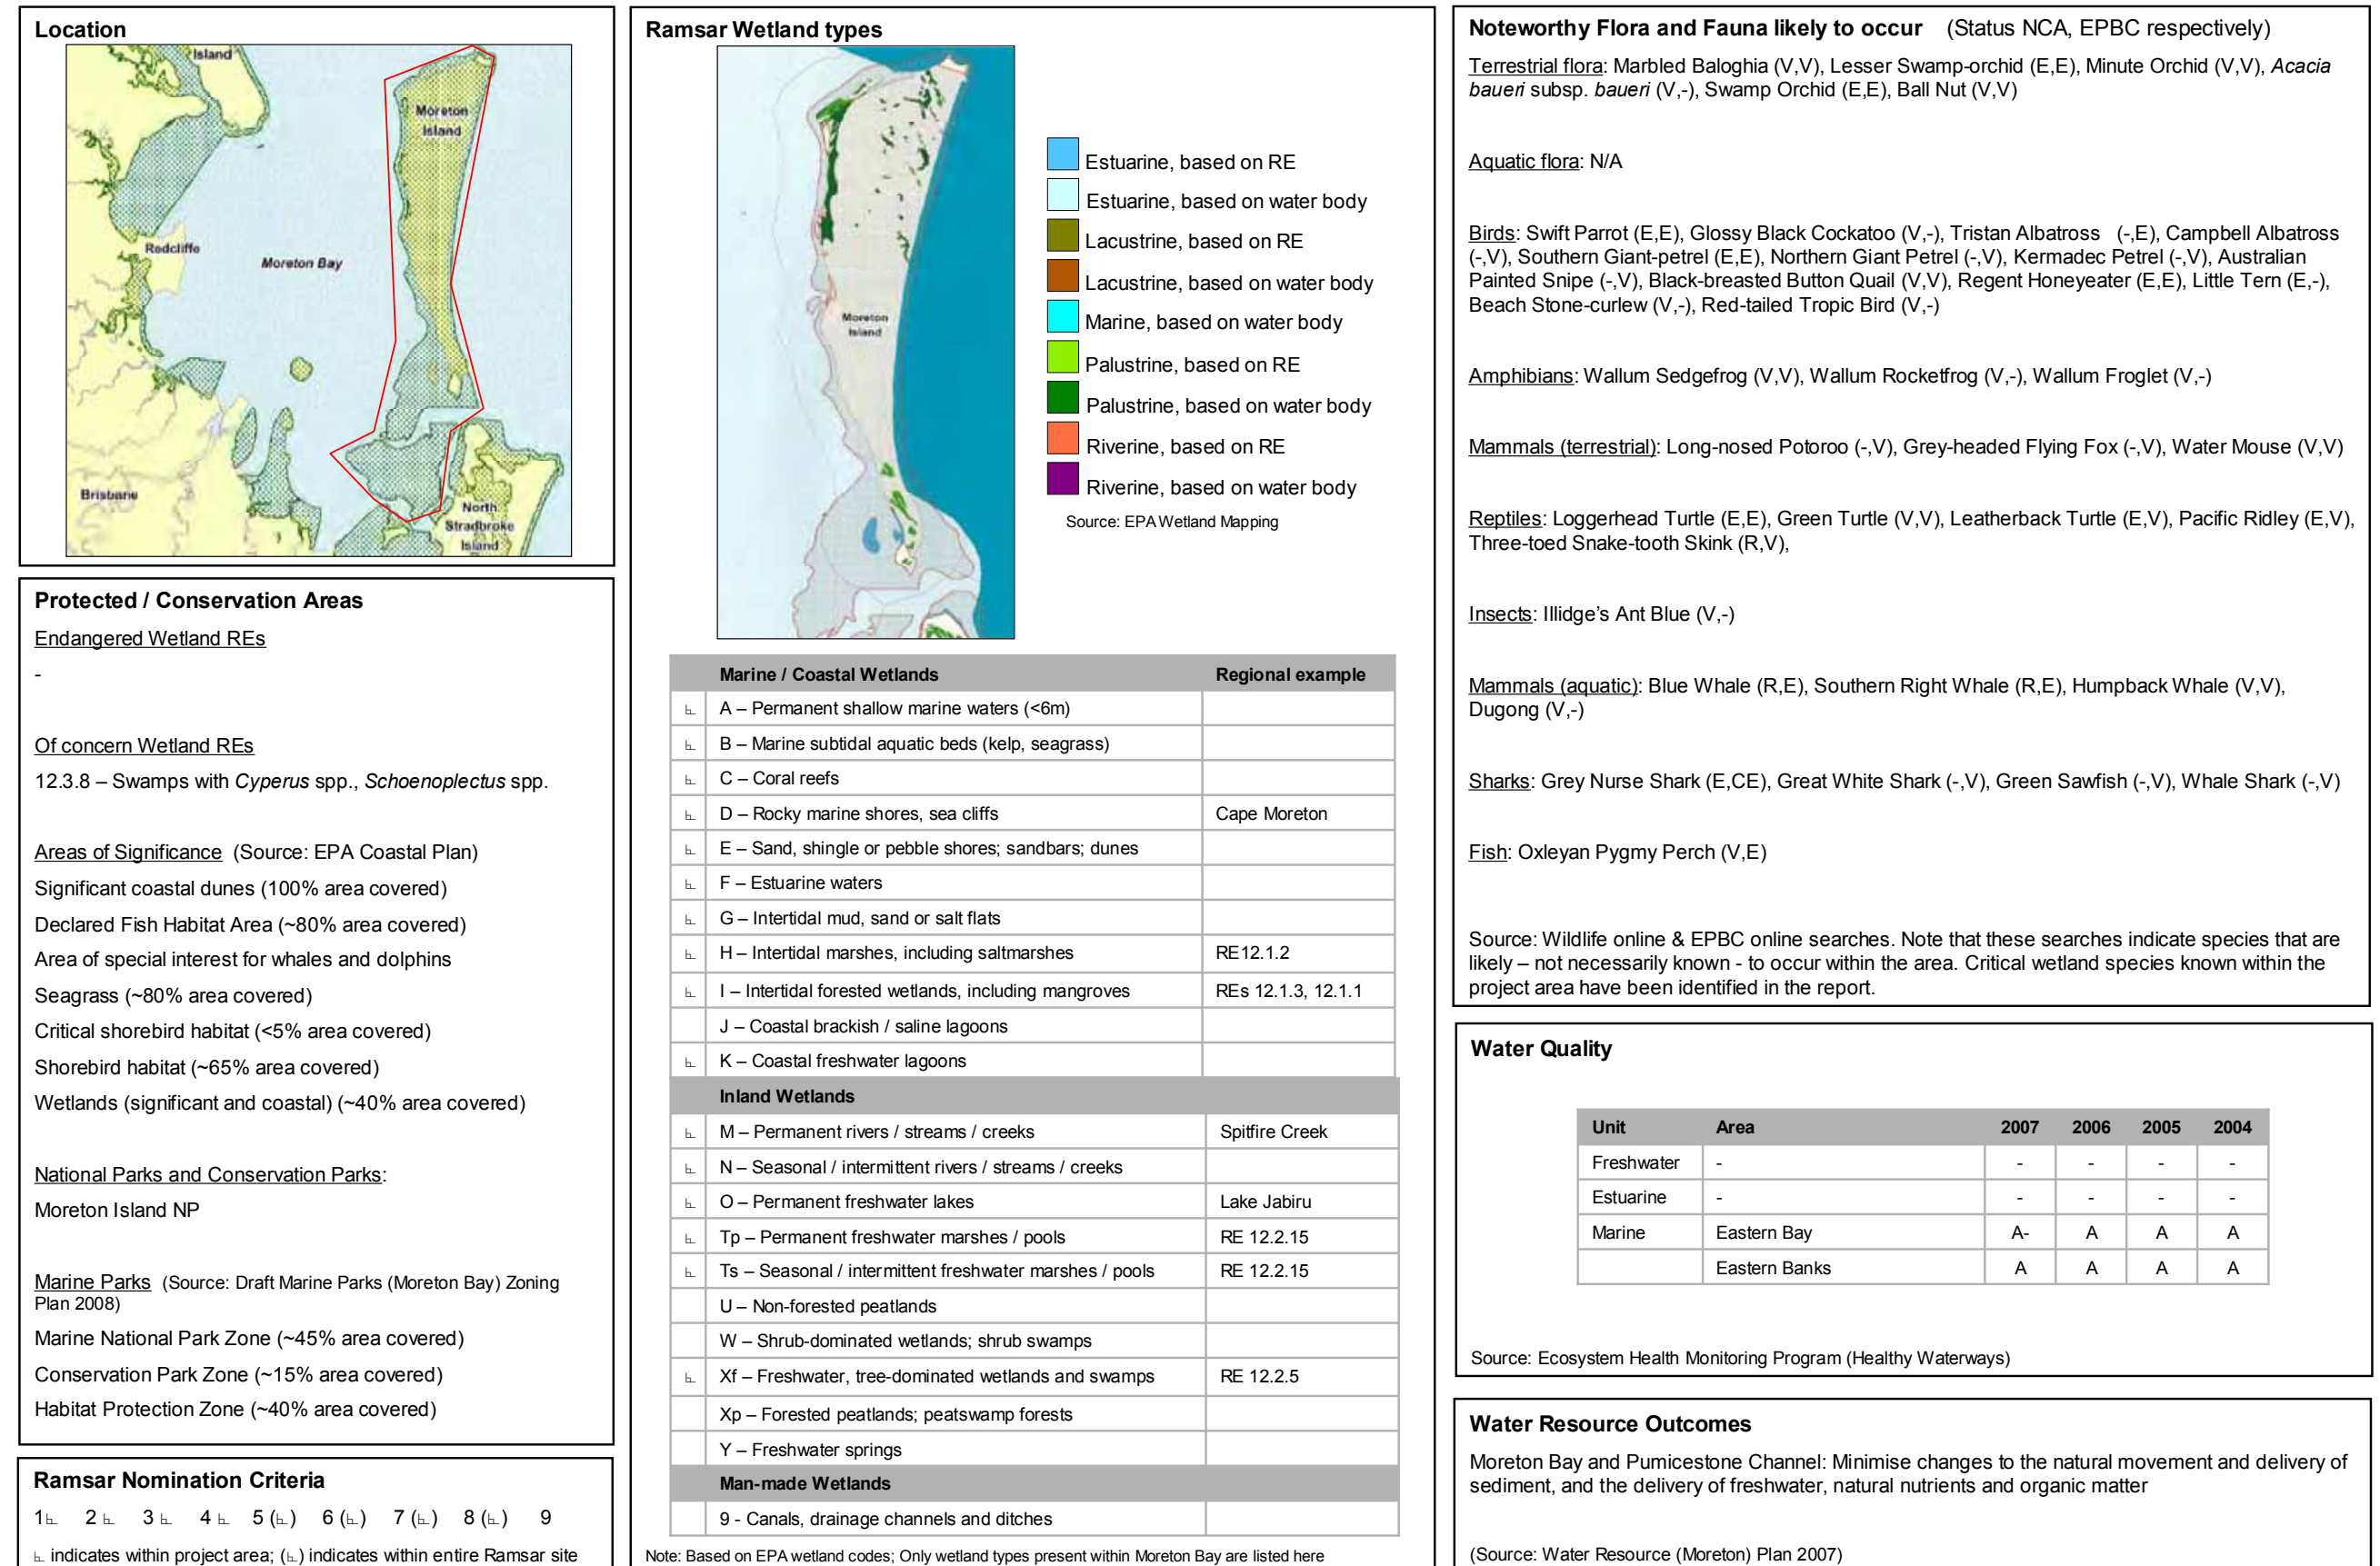 Location
Island
Moreton
Island
Redcliffe
Moreton Bay
Brisbane
North
Stradbroke
Island
Protected / Conservation Areas
Endangered Wetland REs
-
Of concern Wetland REs
12.3.8 – Swamps with Cyperus spp., Schoenoplectus spp.
Areas of Significance (Source: EPA Coastal Plan)
Significant coastal dunes (100% area covered)
Declared Fish Habitat Area (~80% area covered)
Area of special interest for whales and dolphins
Seagrass (~80% area covered)
Critical shorebird habitat (<5% area covered)
Shorebird habitat (~65% area covered)
Wetlands (significant and coastal) (~40% area covered)
National Parks and Conservation Parks:
Moreton Island NP
Marine Parks (Source: Draft Marine Parks (Moreton Bay) Zoning
Plan 2008)
Marine National Park Zone (~45% area covered)
Conservation Park Zone (~15% area covered)
Habitat Protection Zone (~40% area covered)
Ramsar Nomination Criteria
1⊾ 2 ⊾ 3 ⊾ 4 ⊾ 5 (⊾) 6 (⊾) 7 (⊾) 8 (⊾) 9
⊾ indicates within project area; (⊾) indicates within entire Ramsar site
Ramsar Wetland types
Moreton
Island
Estuarine, based on RE
Estuarine, based on water body
Lacustrine, based on RE
Lacustrine, based on water body
Marine, based on water body
Palustrine, based on RE
Palustrine, based on water body
Riverine, based on RE
Riverine, based on water body
Source: EPA Wetland Mapping
Marine / Coastal Wetlands Regional example
⊾ A – Permanent shallow marine waters (<6m)
⊾ B – Marine subtidal aquatic beds (kelp, seagrass)
⊾ C – Coral reefs
⊾ D – Rocky marine shores, sea cliffs Cape Moreton
⊾ E – Sand, shingle or pebble shores; sandbars; dunes
⊾ F – Estuarine waters
⊾ G – Intertidal mud, sand or salt flats
⊾ H – Intertidal marshes, including saltmarshes RE12.1.2
⊾ I – Intertidal forested wetlands, including mangroves REs 12.1.3, 12.1.1
J – Coastal brackish / saline lagoons
⊾ K – Coastal freshwater lagoons
Inland Wetlands
⊾ M – Permanent rivers / streams / creeks Spitfire Creek
⊾ N – Seasonal / intermittent rivers / streams / creeks
⊾ O – Permanent freshwater lakes Lake Jabiru
⊾ Tp – Permanent freshwater marshes / pools RE 12.2.15
⊾ Ts – Seasonal / intermittent freshwater marshes / pools RE 12.2.15
U – Non-forested peatlands
W – Shrub-dominated wetlands; shrub swamps
⊾ Xf – Freshwater, tree-dominated wetlands and swamps RE 12.2.5
Xp – Forested peatlands; peatswamp forests
Y – Freshwater springs
Man-made Wetlands
9 - Canals, drainage channels and ditches
Note: Based on EPA wetland codes; Only wetland types present within Moreton Bay are listed here
Noteworthy Flora and Fauna likely to occur (Status NCA, EPBC respectively)
Terrestrial flora: Marbled Baloghia (V,V), Lesser Swamp-orchid (E,E), Minute Orchid (V,V), Acacia
baueri subsp. baueri (V,-), Swamp Orchid (E,E), Ball Nut (V,V)
Aquatic flora: N/A
Birds: Swift Parrot (E,E), Glossy Black Cockatoo (V,-), Tristan Albatross (-,E), Campbell Albatross
(-,V), Southern Giant-petrel (E,E), Northern Giant Petrel (-,V), Kermadec Petrel (-,V), Australian
Painted Snipe (-,V), Black-breasted Button Quail (V,V), Regent Honeyeater (E,E), Little Tern (E,-),
Beach Stone-curlew (V,-), Red-tailed Tropic Bird (V,-)
Amphibians: Wallum Sedgefrog (V,V), Wallum Rocketfrog (V,-), Wallum Froglet (V,-)
Mammals (terrestrial): Long-nosed Potoroo (-,V), Grey-headed Flying Fox (-,V), Water Mouse (V,V)
Reptiles: Loggerhead Turtle (E,E), Green Turtle (V,V), Leatherback Turtle (E,V), Pacific Ridley (E,V),
Three-toed Snake-tooth Skink (R,V),
Insects: Illidge's Ant Blue (V,-)
Mammals (aquatic): Blue Whale (R,E), Southern Right Whale (R,E), Humpback Whale (V,V),
Dugong (V,-)
Sharks: Grey Nurse Shark (E,CE), Great White Shark (-,V), Green Sawfish (-,V), Whale Shark (-,V)
Fish: Oxleyan Pygmy Perch (V,E)
Source: Wildlife online & EPBC online searches. Note that these searches indicate species that are
likely – not necessarily known - to occur within the area. Critical wetland species known within the
project area have been identified in the report.
Water Quality
Unit Area 2007 2006 2005 2004
Freshwater - - - - -
Estuarine - - - - -
Marine Eastern Bay A- A A A
Eastern Banks A A A A
Source: Ecosystem Health Monitoring Program (Healthy Waterways)
Water Resource Outcomes
Moreton Bay and Pumicestone Channel: Minimise changes to the natural movement and delivery of
sediment, and the delivery of freshwater, natural nutrients and organic matter
(Source: Water Resource (Moreton) Plan 2007)